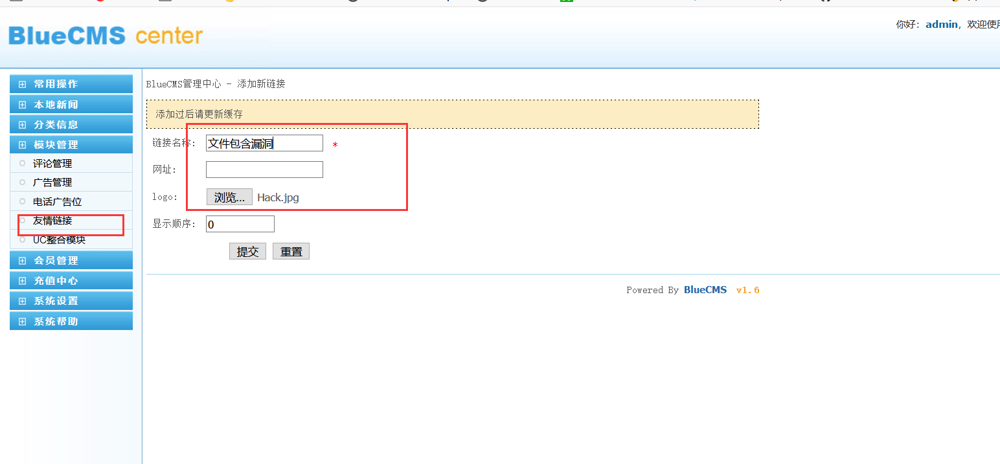 你好：admin，欢迎使用
BlueCMS center
常用操作
本地新闻
分类信息
模块管理
评论管理
广告管理
电话广告位
友情链接
UC整合模块
会员管理
充值中心
系统设置
系统帮助
BlueCMS管理中心 - 添加新链接
添加过后请更新缓存
链接名称： 文件包含漏洞 *
网址：
logo： 浏览... Hack.jpg
显示顺序： 0
提交 重置
Powered By BlueCMS v1.6